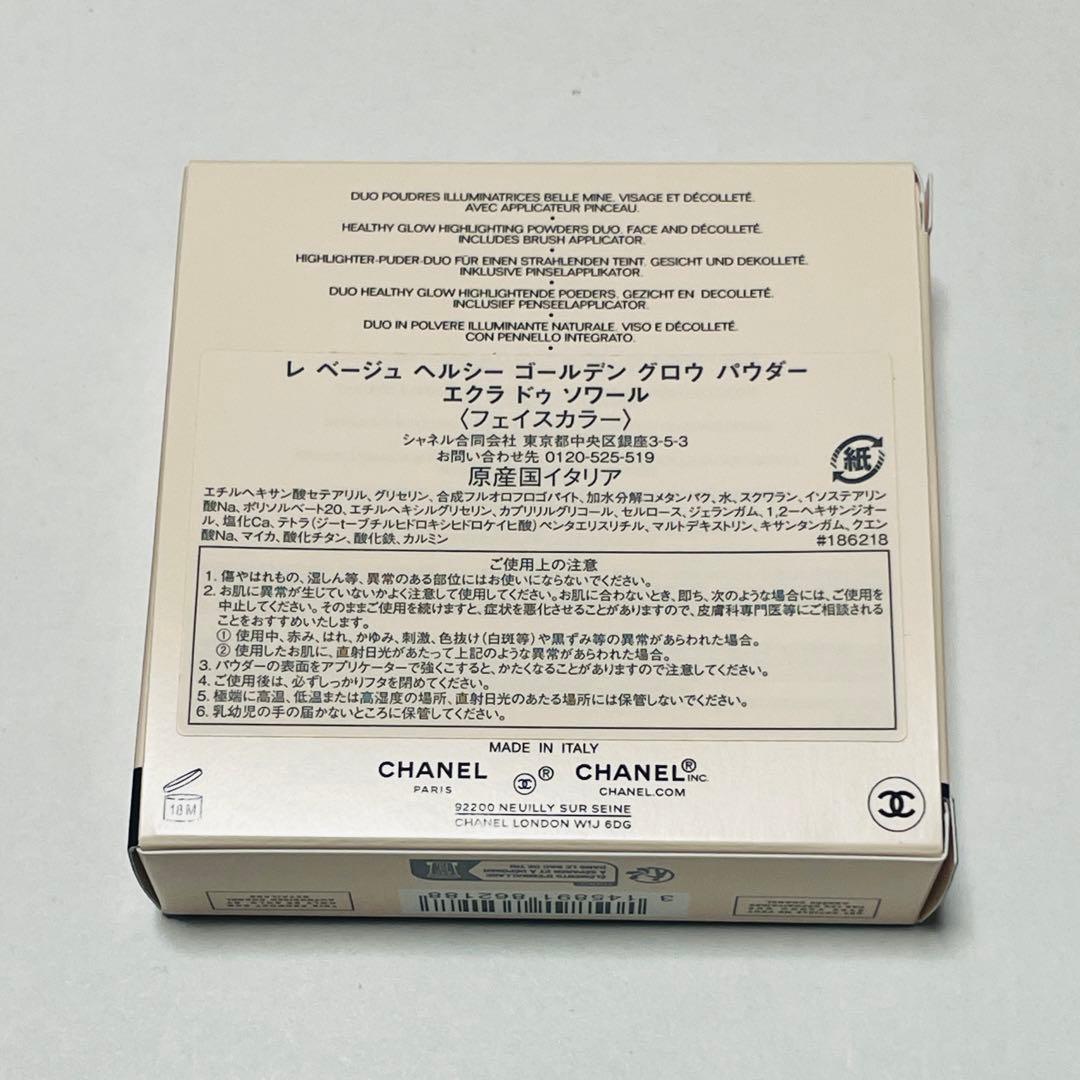 DUO POUDRES ILLUMINATRICES BELLE MINE. VISAGE ET DÉCOLLETÉ.
AVEC APPLICATEUR PINCEAU.
•
HEALTHY GLOW HIGHLIGHTING POWDERS DUO. FACE AND DÉCOLLETÉ.
INCLUDES BRUSH APPLICATOR.
•
HIGHLIGHTER-PUDER-DUO FÜR EINEN STRAHLENDEN TEINT. GESICHT UND DEKOLLETÉ.
INKLUSIVE PINSELAPPLIKATOR.
•
DUO HEALTHY GLOW HIGHLIGHTENDE POEDERS. GEZICHT EN DECOLLETÉ.
INCLUSIEF PENSEELAPPLICATOR.
•
DUO IN POLVERE ILLUMINANTE NATURALE. VISO E DÉCOLLETÉ.
CON PENNELLO INTEGRATO.
•
レ ベージュ ヘルシー ゴールデン グロウ パウダー
エクラ ドゥ ソワール
〈フェイスカラー〉
シャネル合同会社 東京都中央区銀座3-5-3
お問い合わせ先 0120-525-519
原産国イタリア
紙
エチルヘキサン酸セテアリル、グリセリン、合成フルオロフロゴパイト、加水分解コメタンパク、水、スクワラン、イソステアリン
酸Na、ポリソルベート20、エチルヘキシルグリセリン、カプリリルグリコール、セルロース、ジェランガム、1,2-ヘキサンジオー
ル、塩化Ca、テトラ(ジ-t-ブチルヒドロキシヒドロケイヒ酸)ペンタエリスリチル、マルトデキストリン、キサンタンガム、クエン
酸Na、マイカ、酸化チタン、酸化鉄、カルミン #186218
ご使用上の注意
1. 傷やはれもの、湿しん等、異常のある部位にはお使いにならないでください。
2. お肌に異常が生じていないかよく注意して使用してください。お肌に合わないとき、即ち、次のような場合には、ご使用を
中止してください。そのままご使用を続けますと、症状を悪化させることがありますので、皮膚科専門医等にご相談される
ことをおすすめいたします。
① 使用中、赤み、はれ、かゆみ、刺激、色抜け(白斑等)や黒ずみ等の異常があらわれた場合。
② 使用したお肌に、直射日光があたって上記のような異常があらわれた場合。
3. パウダーの表面をアプリケーターで強くこすると、かたくなることがありますので注意してください。
4. ご使用後は、必ずしっかりフタを閉めてください。
5. 極端に高温、低温または高湿度の場所、直射日光のあたる場所には保管しないでください。
6. 乳幼児の手の届かないところに保管してください。
MADE IN ITALY
CHANEL ® CHANEL® INC.
PARIS CHANEL.COM
92200 NEUILLY SUR SEINE
CHANEL LONDON W1J 6DG
18M
ÉLÉMENTS D'EMBALLAGE
À SÉPARER ET À DÉPOSER
DANS LE BAC DE TRI
3 145891 862188